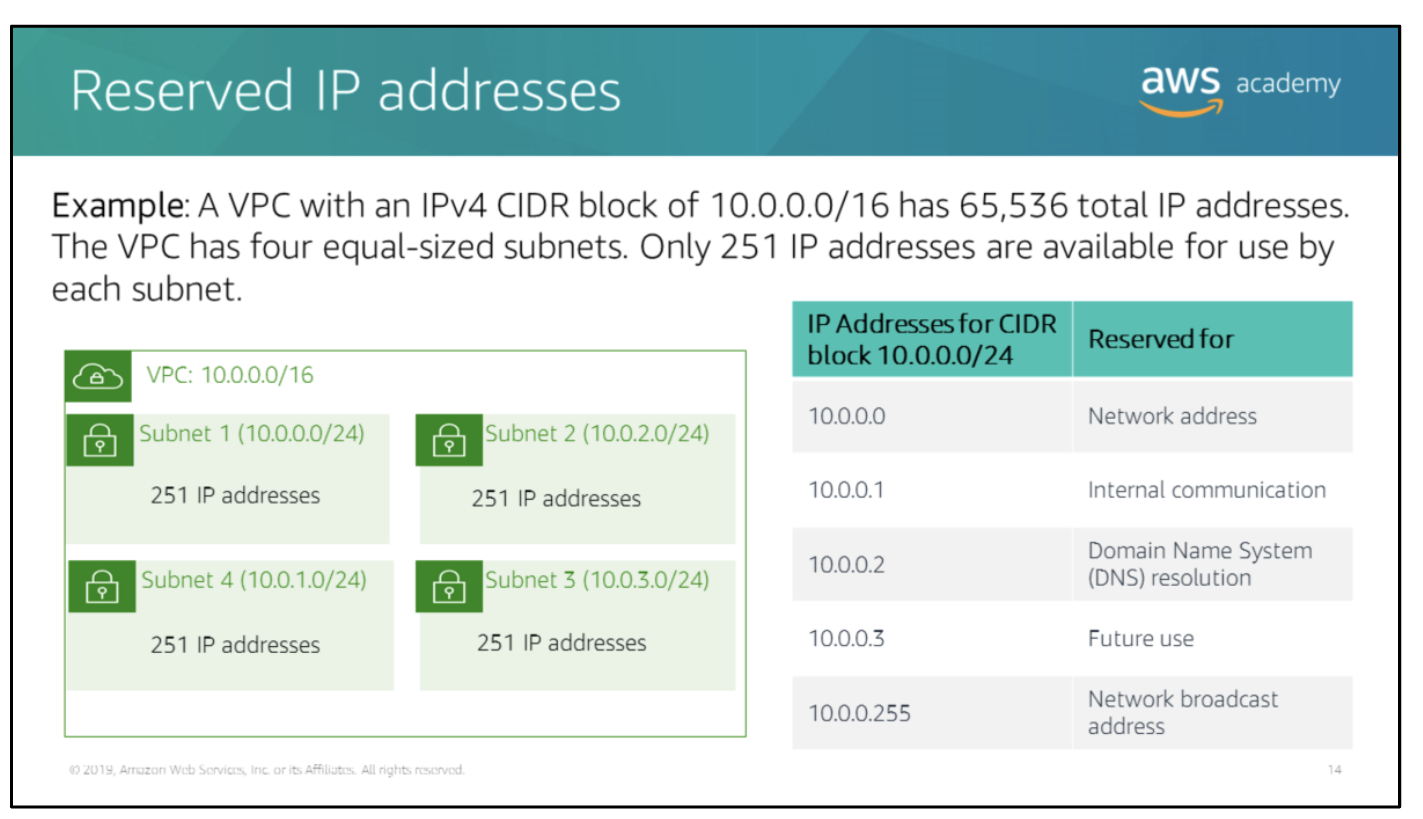 Reserved IP addresses
aws academy
Example: A VPC with an IPv4 CIDR block of 10.0.0.0/16 has 65,536 total IP addresses.
The VPC has four equal-sized subnets. Only 251 IP addresses are available for use by
each subnet.
VPC: 10.0.0.0/16
Subnet 1 (10.0.0.0/24)
251 IP addresses
Subnet 2 (10.0.2.0/24)
251 IP addresses
Subnet 4 (10.0.1.0/24)
251 IP addresses
Subnet 3 (10.0.3.0/24)
251 IP addresses
IP Addresses for CIDR
block 10.0.0.0/24
Reserved for
10.0.0.0
Network address
10.0.0.1
Internal communication
10.0.0.2
Domain Name System
(DNS) resolution
10.0.0.3
Future use
10.0.0.255
Network broadcast
address
© 2019, Amazon Web Services, Inc. or its Affiliates. All rights reserved.
14